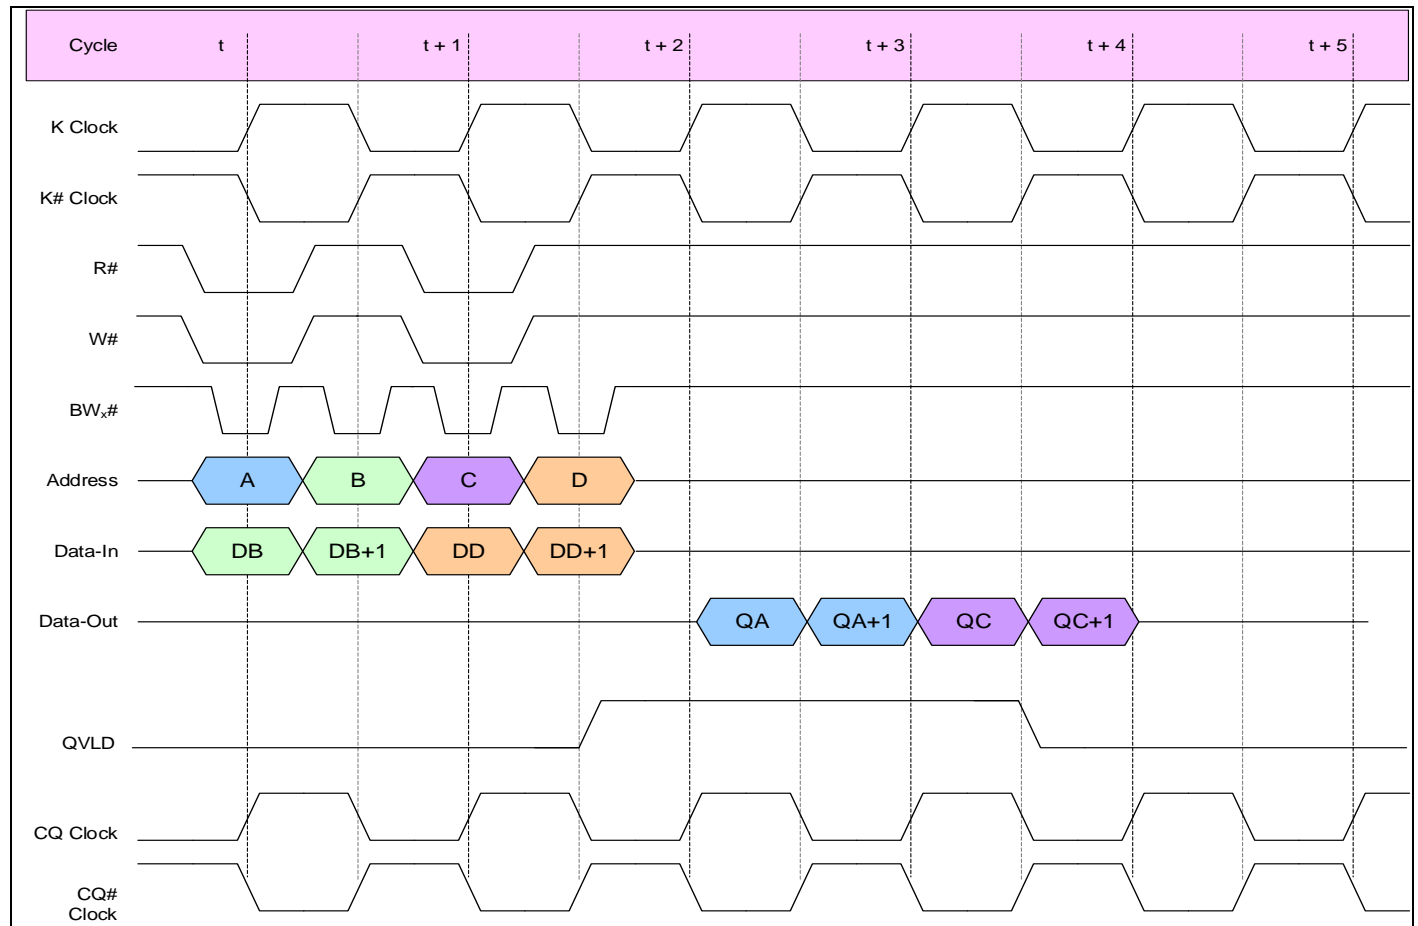 Cycle t t + 1 t + 2 t + 3 t + 4 t + 5
K Clock
K# Clock
R#
W#
BWx#
Address A B C D
Data-In DB DB+1 DD DD+1
Data-Out QA QA+1 QC QC+1
QVLD
CQ Clock
CQ#
Clock